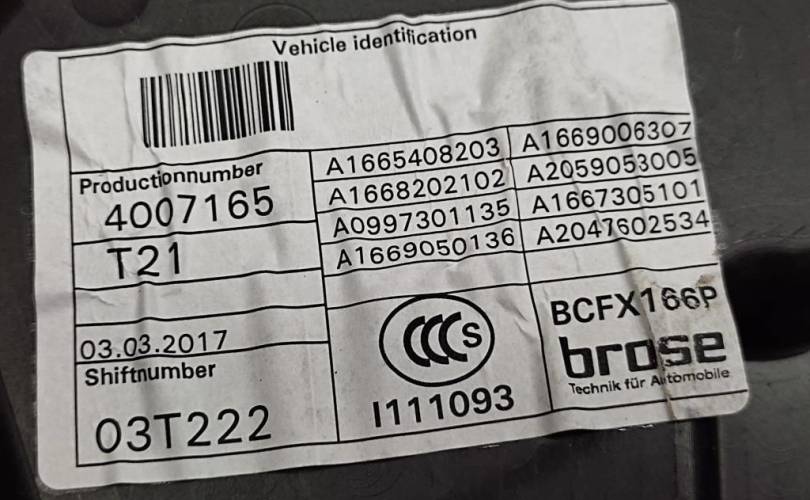 Vehicle identification
Productionnumber
4007165
T21
03.03.2017
Shiftnumber
03T222
A1665408203 A1669006307
A1668202102 A2059053005
A0997301135 A1667305101
A1669050136 A2047602534
CCC S
I111093
BCFX166P
brose
Technik für Automobile